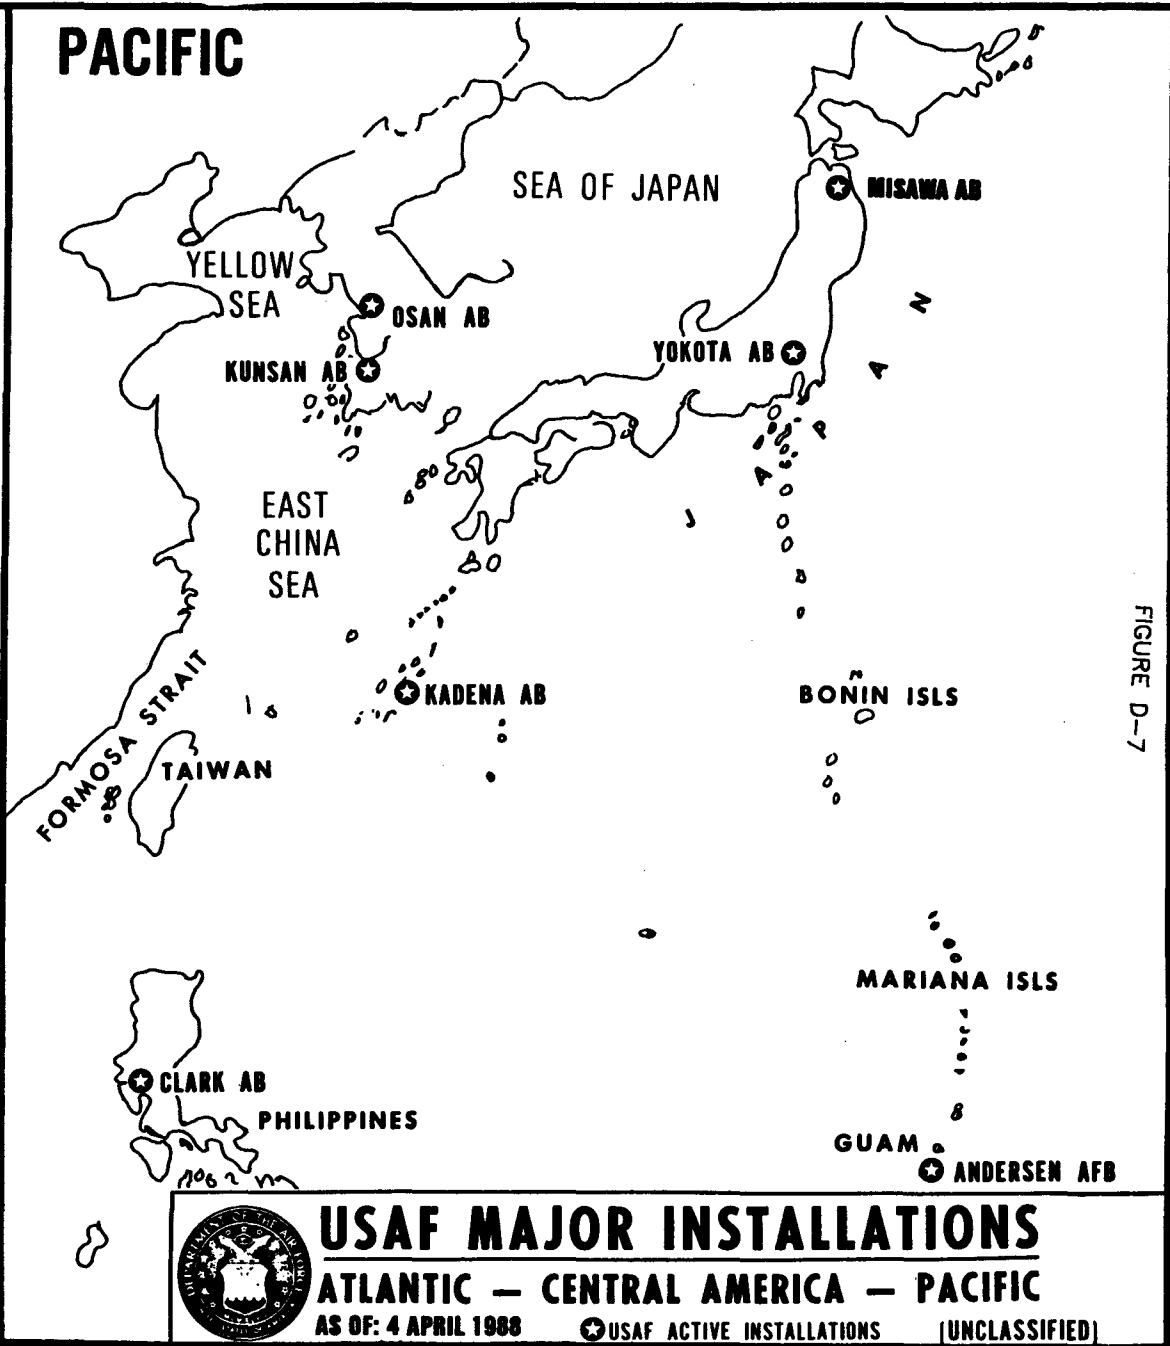 PACIFIC
SEA OF JAPAN
MISAWA AB
YELLOW
SEA
OSAN AB
KUNSAN AB
YOKOTA AB
JAPAN
EAST
CHINA
SEA
FORMOSA STRAIT
KADENA AB
BONIN ISLS
FIGURE D-7
TAIWAN
MARIANA ISLS
CLARK AB
PHILIPPINES
GUAM
ANDERSEN AFB
USAF MAJOR INSTALLATIONS
ATLANTIC — CENTRAL AMERICA — PACIFIC
AS OF: 4 APRIL 1988 USAF ACTIVE INSTALLATIONS [UNCLASSIFIED]